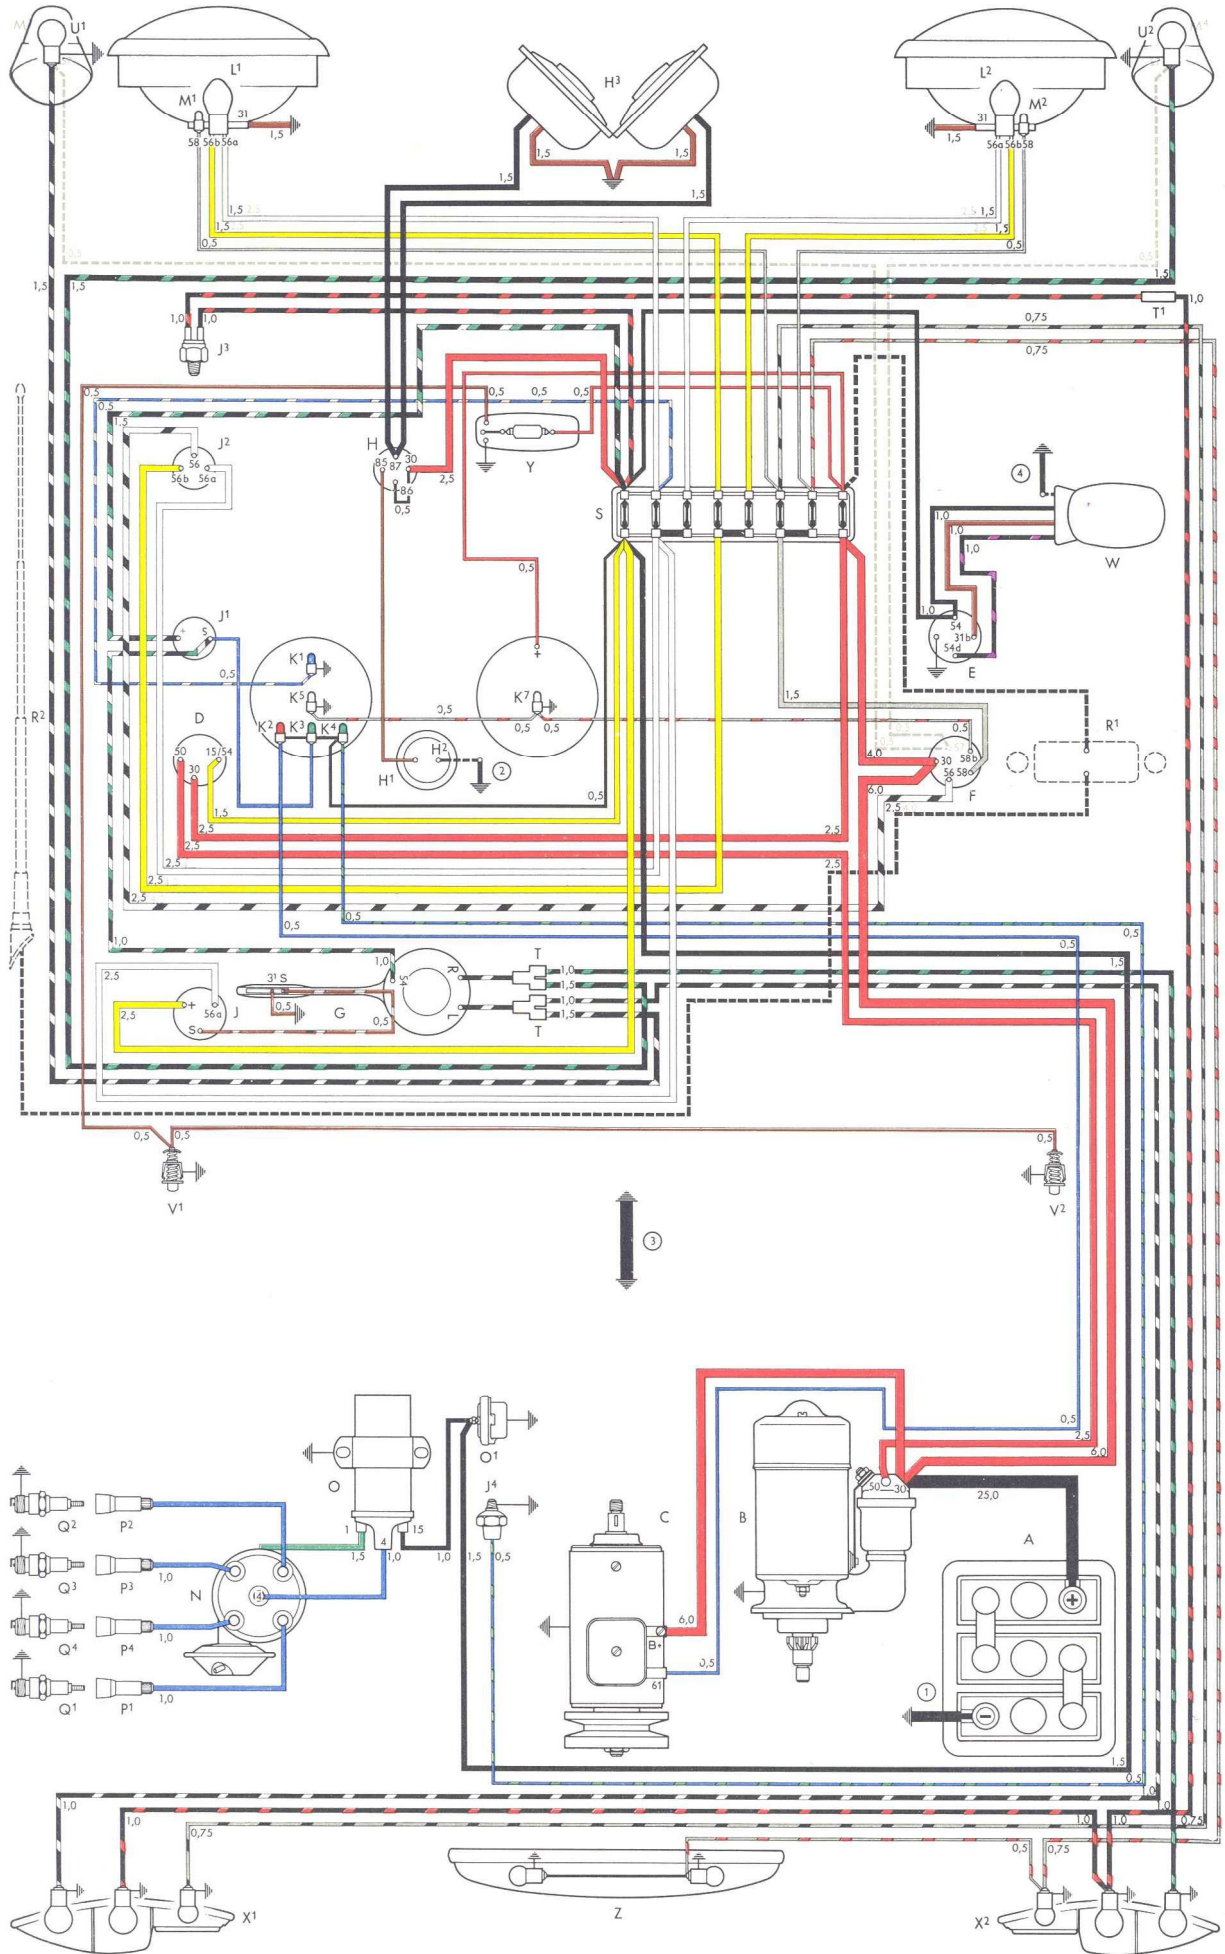 U¹
U²
L¹
L²
H³
M¹
M²
31
1,5
58 56b 56a
31
1,5
56a 56b 58
1,5
1,5
1,5
1,5
1,5
1,5
0,5
1,5
1,5
0,5
1,5
1,5
1,5
1,0
T¹
1,0
1,0
J³
0,75
0,75
0,5
0,5
0,5
0,5
0,5
1,5
J²
56
56b 56a
H
85 87 30
86
0,5
2,5
Y
S
4
W
1,0
1,0
1,0
1,0
54
31b
54d
E
0,5
J¹
+ S
0,5
K¹
K⁵
K² K³ K⁴
+
K⁷
0,5
0,5 0,5
1,5
0,5
R²
R¹
D
50 15/54
30
H¹
H²
2
4,0
30
58b
56 58
F
6,0
2,5
0,5
1,5
2,5
2,5
2,5
2,5
2,5
2,5
2,5
0,5
0,5
0,5
0,5
1,5
1,0
2,5
1,0
54
R
L
T
1,0
1,5
1,0
1,5
T
31 S
0,5
G
0,5
+
56a
S
J
2,5
0,5
0,5
0,5
V¹
V²
3
0,5
2,5
6,0
O¹
O
J⁴
C
B
50 30
25,0
A
1 4 15
1,5 1,0 1,0 1,5 0,5
Q² P²
Q³ P³
1,0
N
(4)
Q⁴ P⁴
1,0
Q¹ P¹
1,0
6,0
B+
61
0,5
+
1
−
1,5
0,5
1,0
1,0
1,0
1,0
0,75
1,0
1,0
0,75
0,5 0,75
X¹
Z
X²